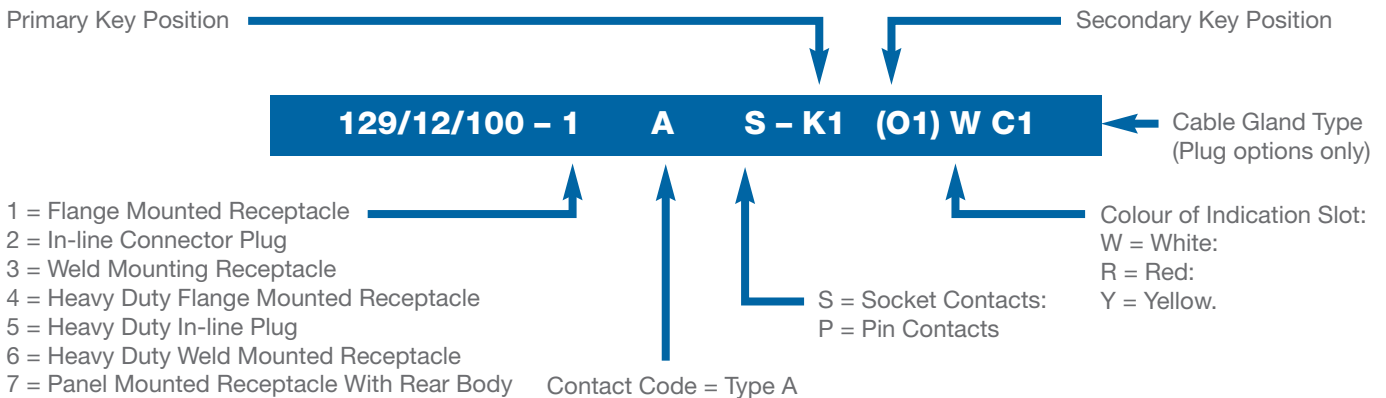 Primary Key Position
Secondary Key Position
129/12/100 – 1 A S – K1 (O1) W C1
Cable Gland Type
(Plug options only)
1 = Flange Mounted Receptacle
2 = In-line Connector Plug
3 = Weld Mounting Receptacle
4 = Heavy Duty Flange Mounted Receptacle
5 = Heavy Duty In-line Plug
6 = Heavy Duty Weld Mounted Receptacle
7 = Panel Mounted Receptacle With Rear Body
Contact Code = Type A
S = Socket Contacts:
P = Pin Contacts
Colour of Indication Slot:
W = White:
R = Red:
Y = Yellow.